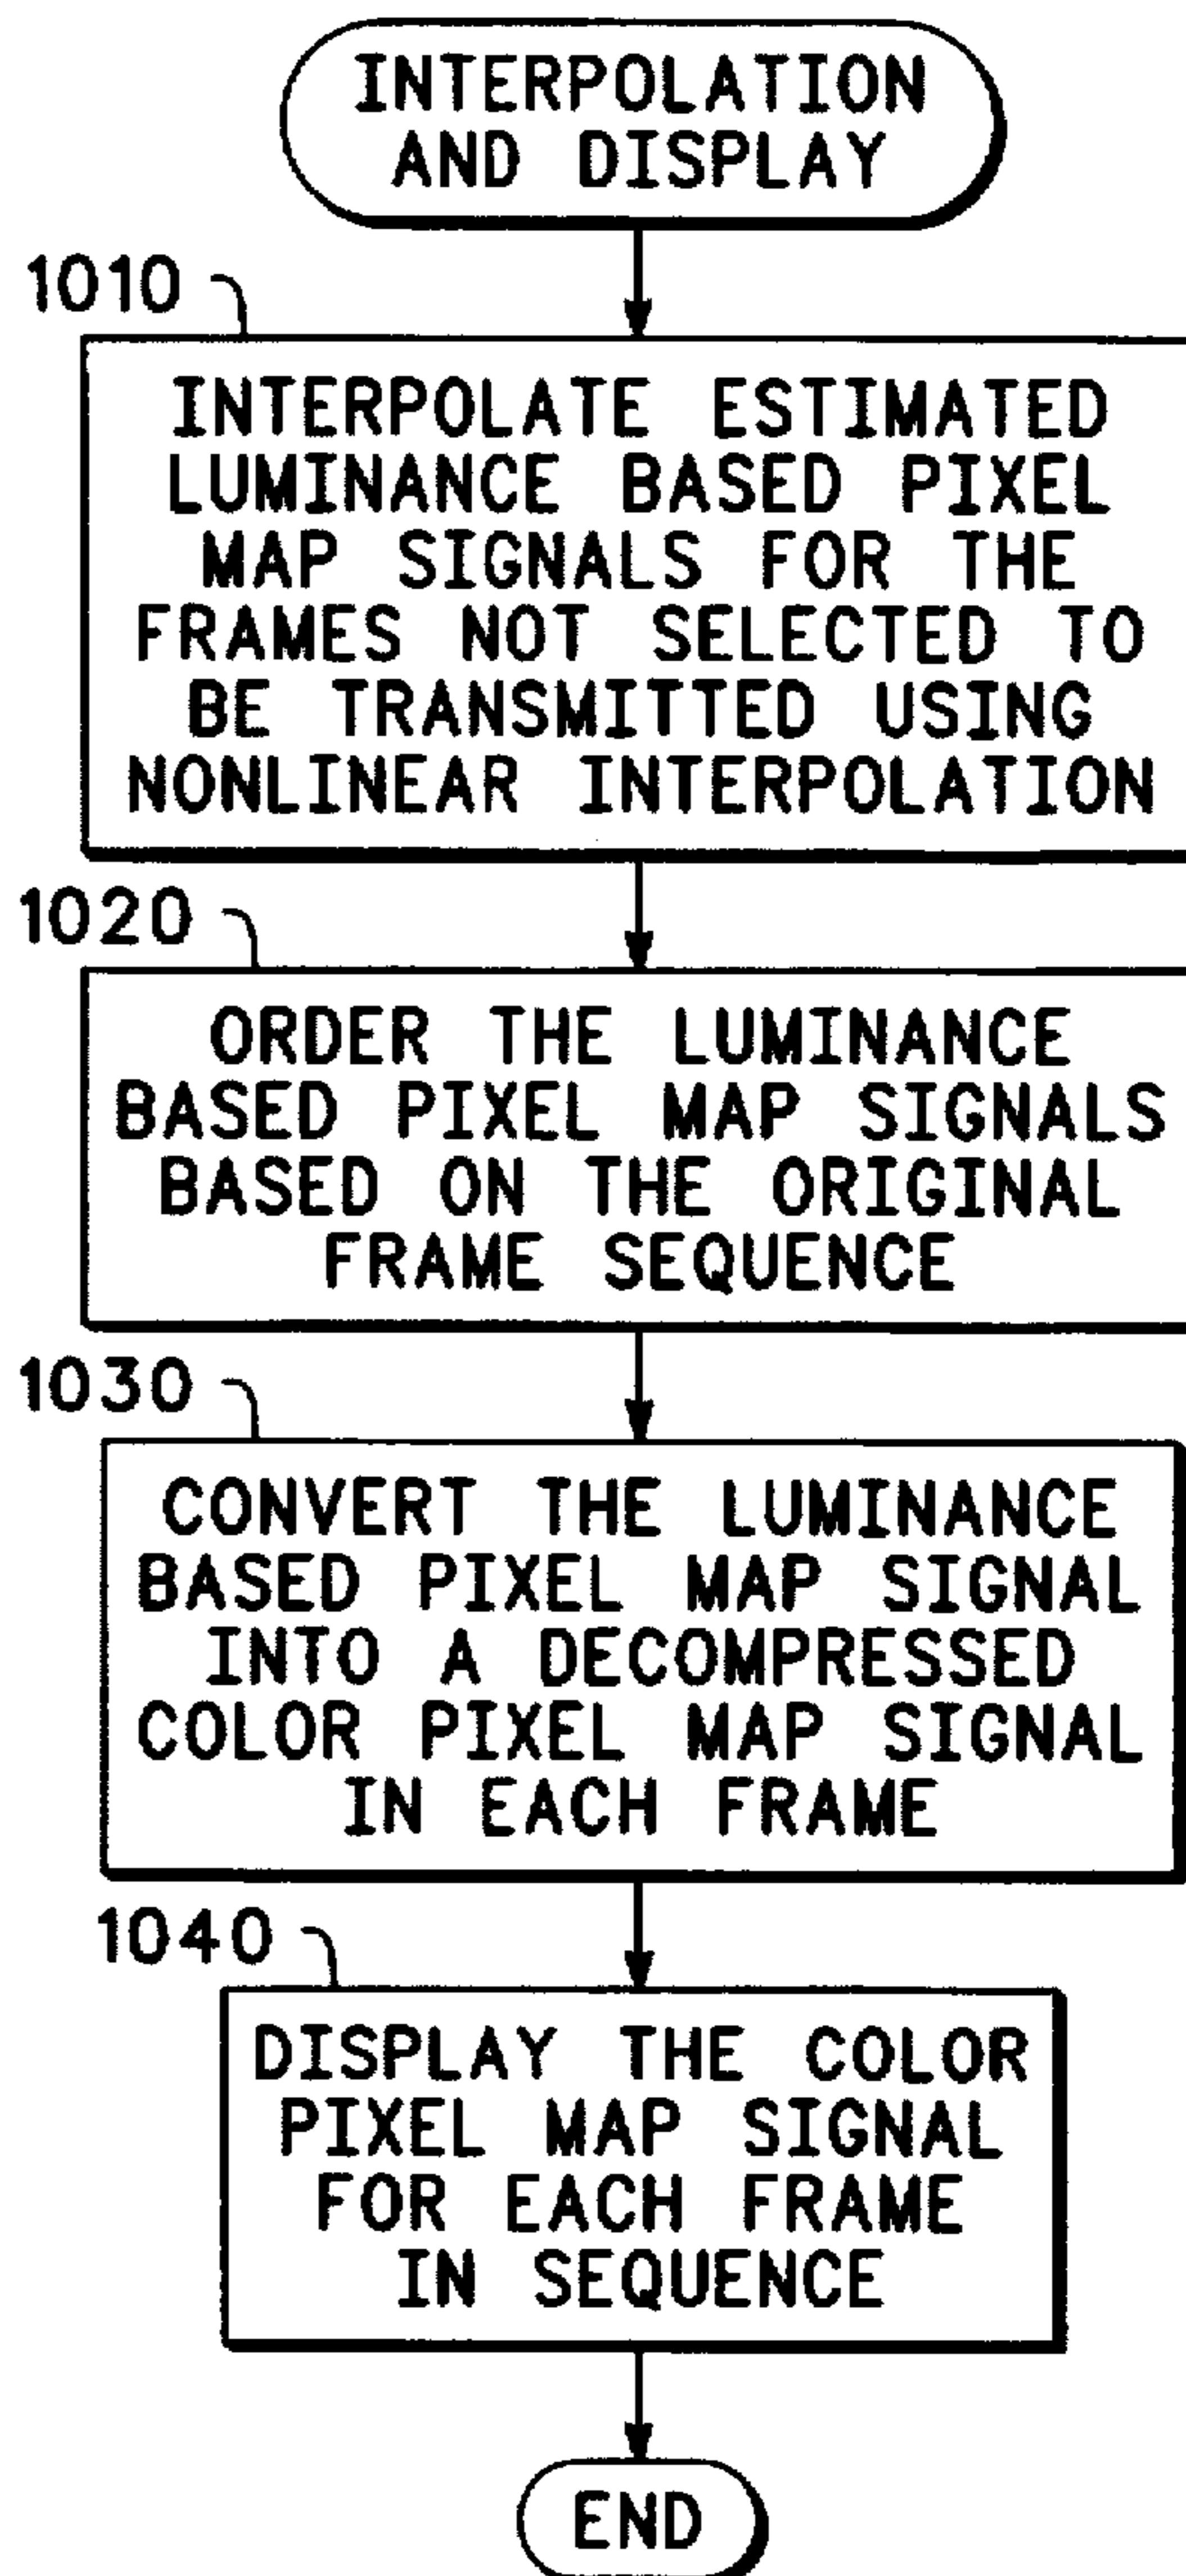 INTERPOLATION
AND DISPLAY
1010
INTERPOLATE ESTIMATED
LUMINANCE BASED PIXEL
MAP SIGNALS FOR THE
FRAMES NOT SELECTED TO
BE TRANSMITTED USING
NONLINEAR INTERPOLATION
1020
ORDER THE LUMINANCE
BASED PIXEL MAP SIGNALS
BASED ON THE ORIGINAL
FRAME SEQUENCE
1030
CONVERT THE LUMINANCE
BASED PIXEL MAP SIGNAL
INTO A DECOMPRESSED
COLOR PIXEL MAP SIGNAL
IN EACH FRAME
1040
DISPLAY THE COLOR
PIXEL MAP SIGNAL
FOR EACH FRAME
IN SEQUENCE
END